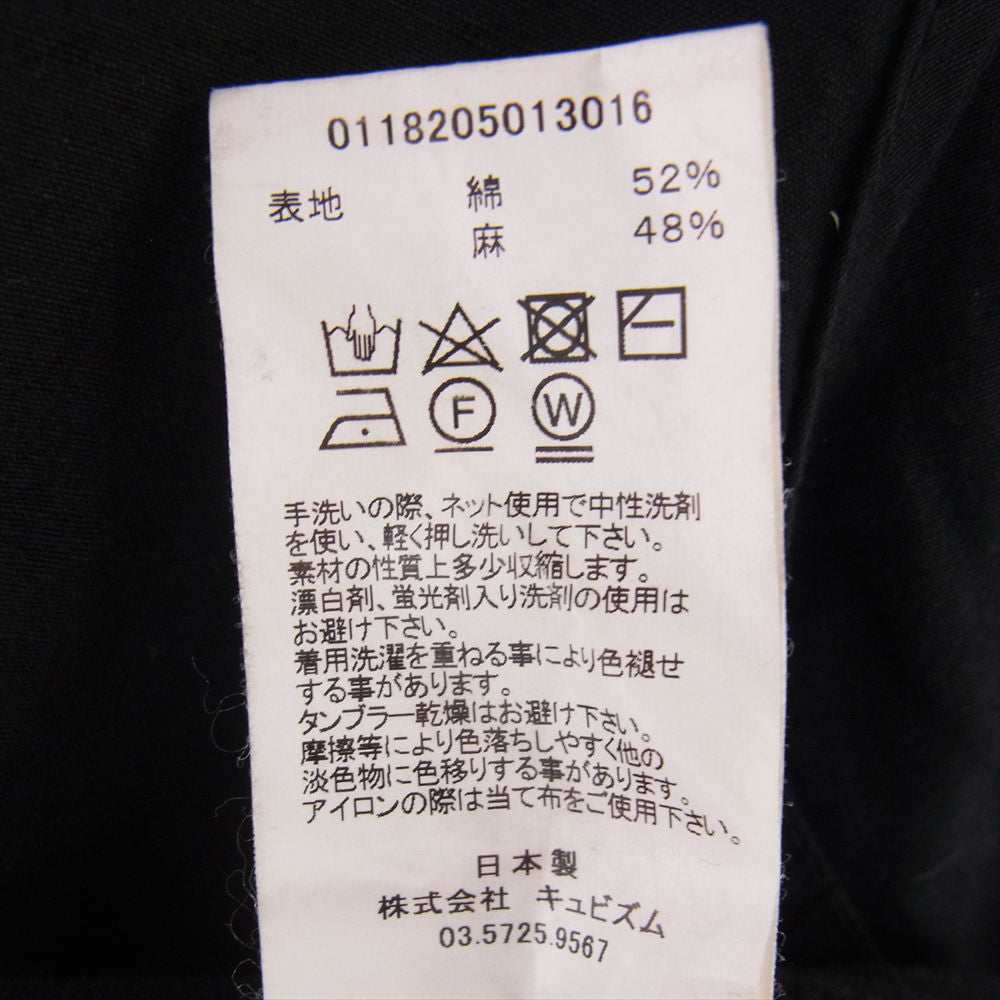 0118205013016
表地 綿 52%
麻 48%
F W
手洗いの際、ネット使用で中性洗剤
を使い、軽く押し洗いして下さい。
素材の性質上多少収縮します。
漂白剤、蛍光剤入り洗剤の使用は
お避け下さい。
着用洗濯を重ねる事により色褪せ
する事があります。
タンブラー乾燥はお避け下さい。
摩擦等により色落ちしやすく他の
淡色物に色移りする事があります。
アイロンの際は当て布をご使用下さい。
日本製
株式会社 キュビズム
03.5725.9567